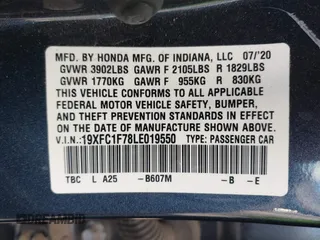 MFD. BY HONDA MFG. OF INDIANA, LLC 07/'20
GVWR 3902LBS GAWR F 2105LBS R 1829LBS
GVWR 1770KG GAWR F 955KG R 830KG
THIS VEHICLE CONFORMS TO ALL APPLICABLE
FEDERAL MOTOR VEHICLE SAFETY, BUMPER,
AND THEFT PREVENTION STANDARDS IN EFFECT
ON THE DATE OF MANUFACTURE SHOWN ABOVE.
V.I.N.: 19XFC1F78LE019550 TYPE: PASSENGER CAR
TBC L A25 -B607M -B -E